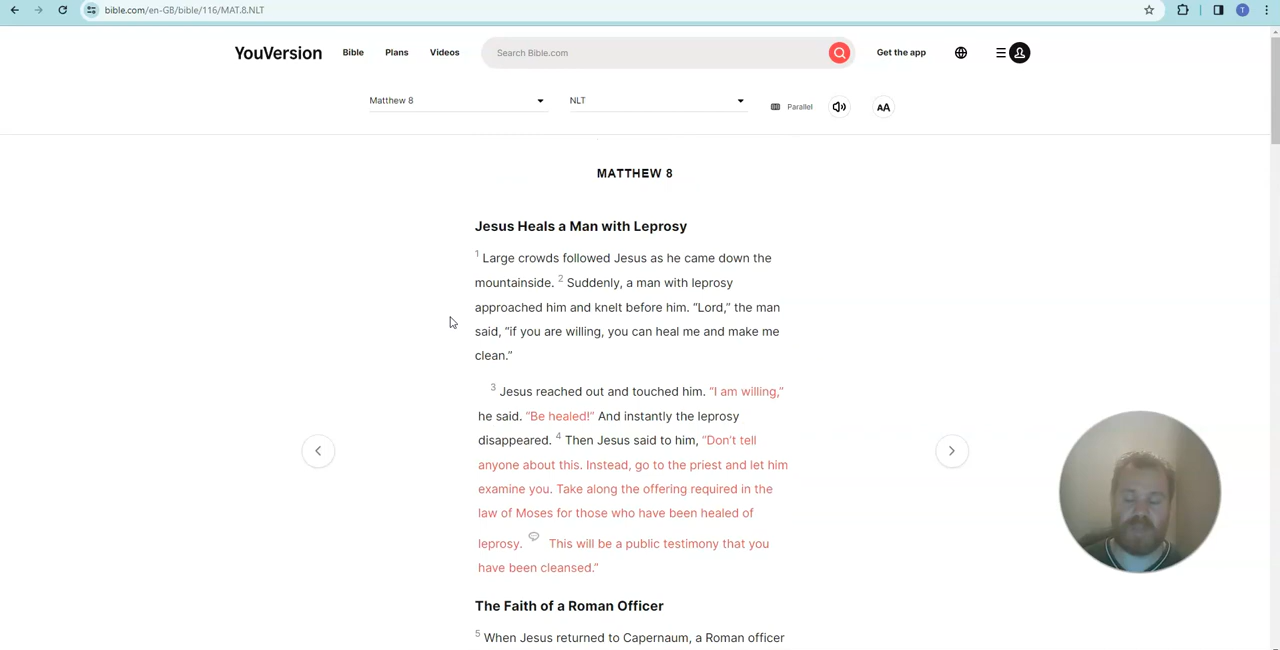 bible.com/en-GB/bible/116/MAT.8.NLT
T
YouVersion Bible Plans Videos Search Bible.com Get the app
Matthew 8 NLT Parallel AA
MATTHEW 8
Jesus Heals a Man with Leprosy
1 Large crowds followed Jesus as he came down the
mountainside. 2 Suddenly, a man with leprosy
approached him and knelt before him. “Lord,” the man
said, “if you are willing, you can heal me and make me
clean.”
3 Jesus reached out and touched him. “I am willing,”
he said. “Be healed!” And instantly the leprosy
disappeared. 4 Then Jesus said to him, “Don’t tell
anyone about this. Instead, go to the priest and let him
examine you. Take along the offering required in the
law of Moses for those who have been healed of
leprosy. This will be a public testimony that you
have been cleansed.”
The Faith of a Roman Officer
5 When Jesus returned to Capernaum, a Roman officer